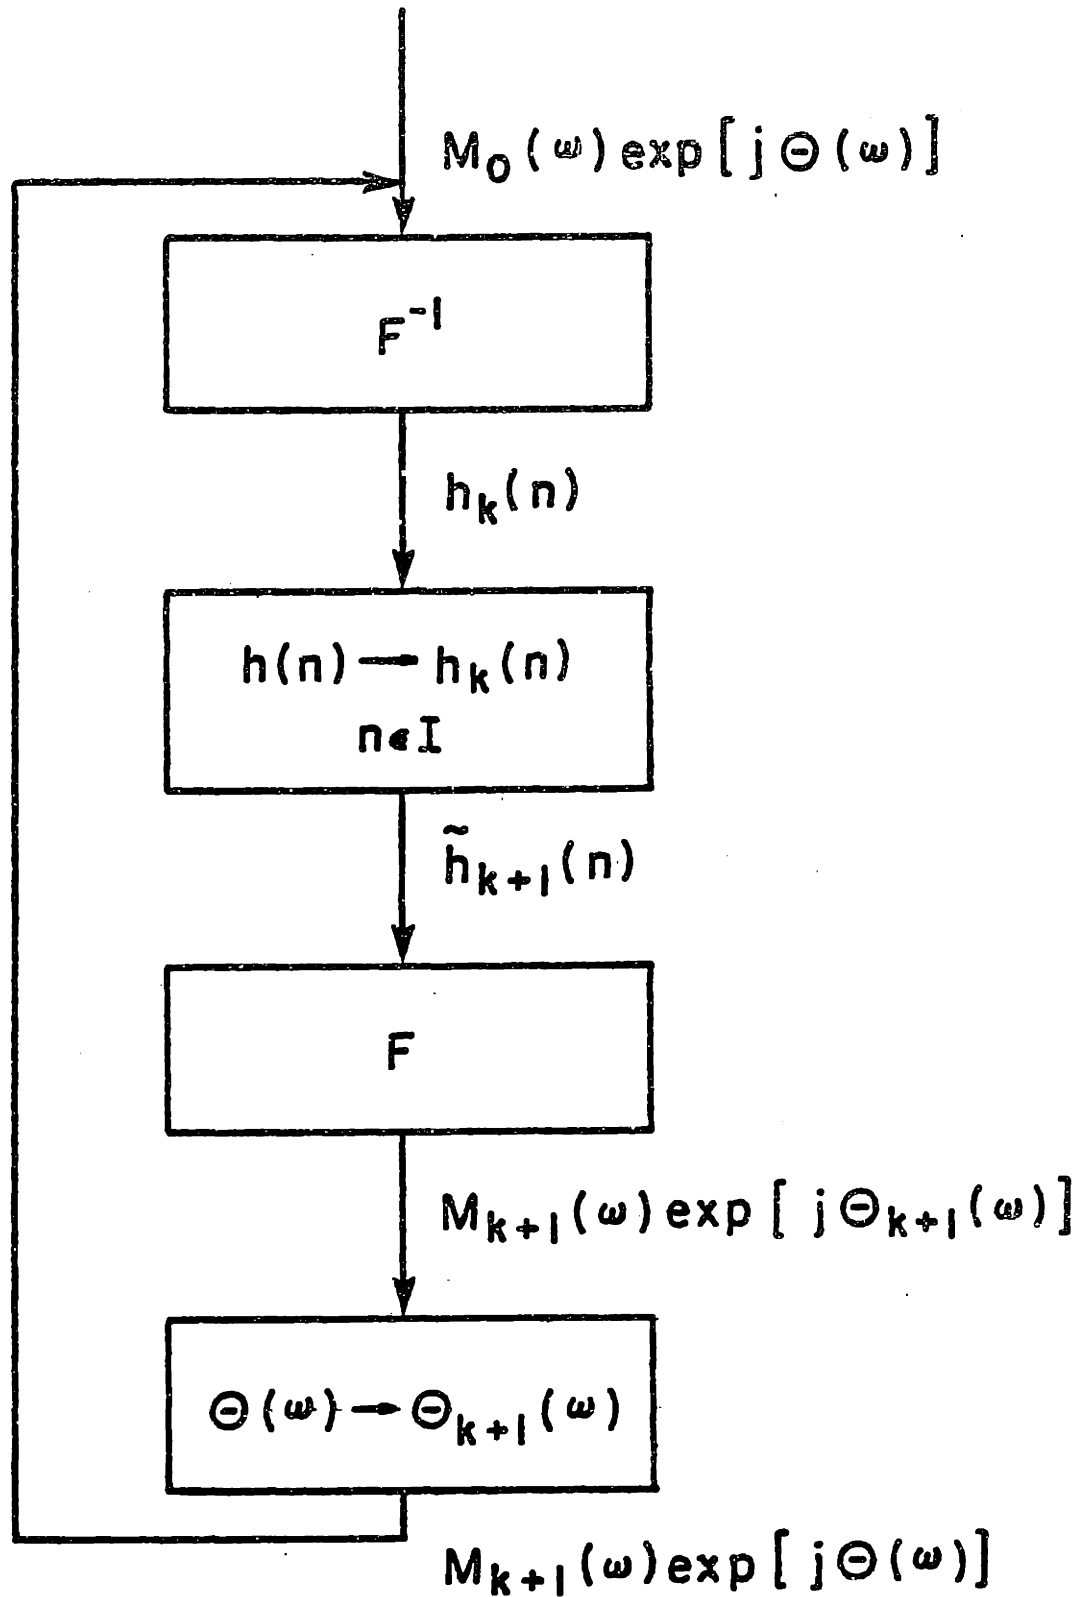 M₀(ω) exp[jΘ(ω)]
F⁻¹
hₖ(n)
h(n) → hₖ(n)
n ϵ I
h̃ₖ₊₁(n)
F
Mₖ₊₁(ω) exp[jΘₖ₊₁(ω)]
Θ(ω) → Θₖ₊₁(ω)
Mₖ₊₁(ω) exp[jΘ(ω)]